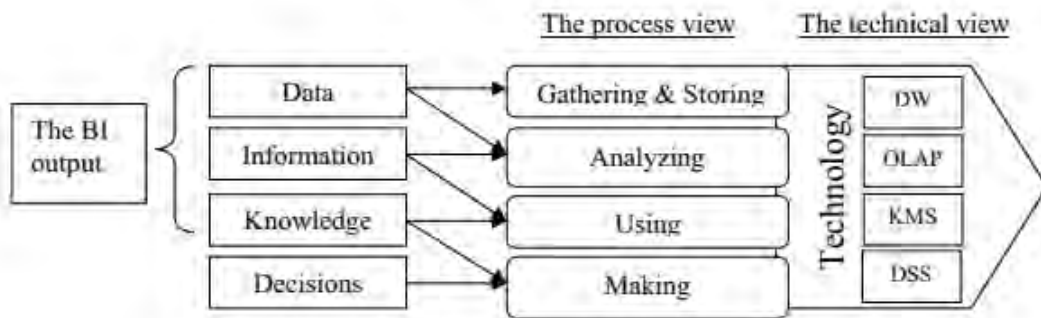 The process view
The technical view
The BI
output
Data
Information
Knowledge
Decisions
Gathering & Storing
Analyzing
Using
Making
Technology
DW
OLAP
KMS
DSS